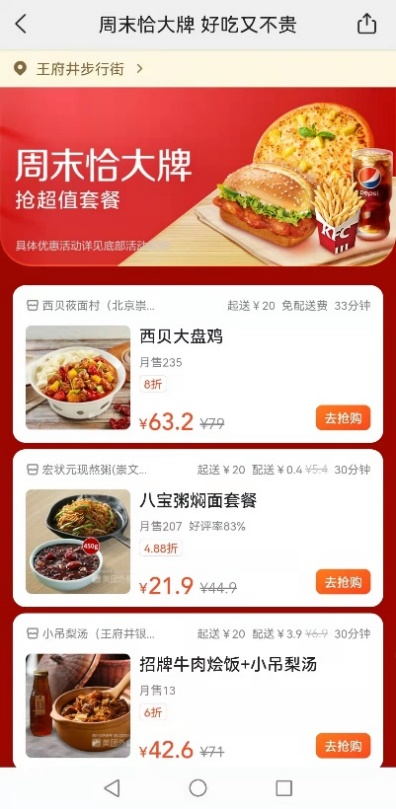 周末恰大牌 好吃又不贵
王府井步行街
周末恰大牌
抢超值套餐
具体优惠活动详见底部活动
pepsi
KFC
西贝莜面村（北京崇...
起送￥20 免配送费 33分钟
西贝大盘鸡
月售235
8折
¥63.2 ¥79
去抢购
宏状元现熬粥(崇文...
起送￥20 配送￥0.4 ¥5.4 30分钟
八宝粥焖面套餐
月售207 好评率83%
450g
4.88折
¥21.9 ¥44.9
去抢购
小吊梨汤（王府井银...
起送￥20 配送￥3.9 ¥6.9 30分钟
招牌牛肉烩饭+小吊梨汤
月售13
6折
¥42.6 ¥71
去抢购